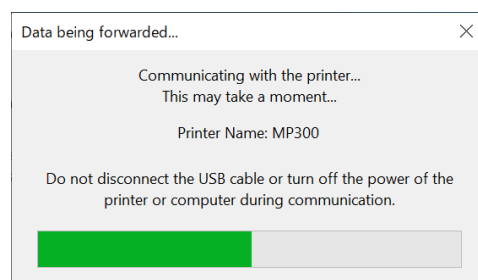 Data being forwarded...
Communicating with the printer...
This may take a moment...
Printer Name: MP300
Do not disconnect the USB cable or turn off the power of the
printer or computer during communication.